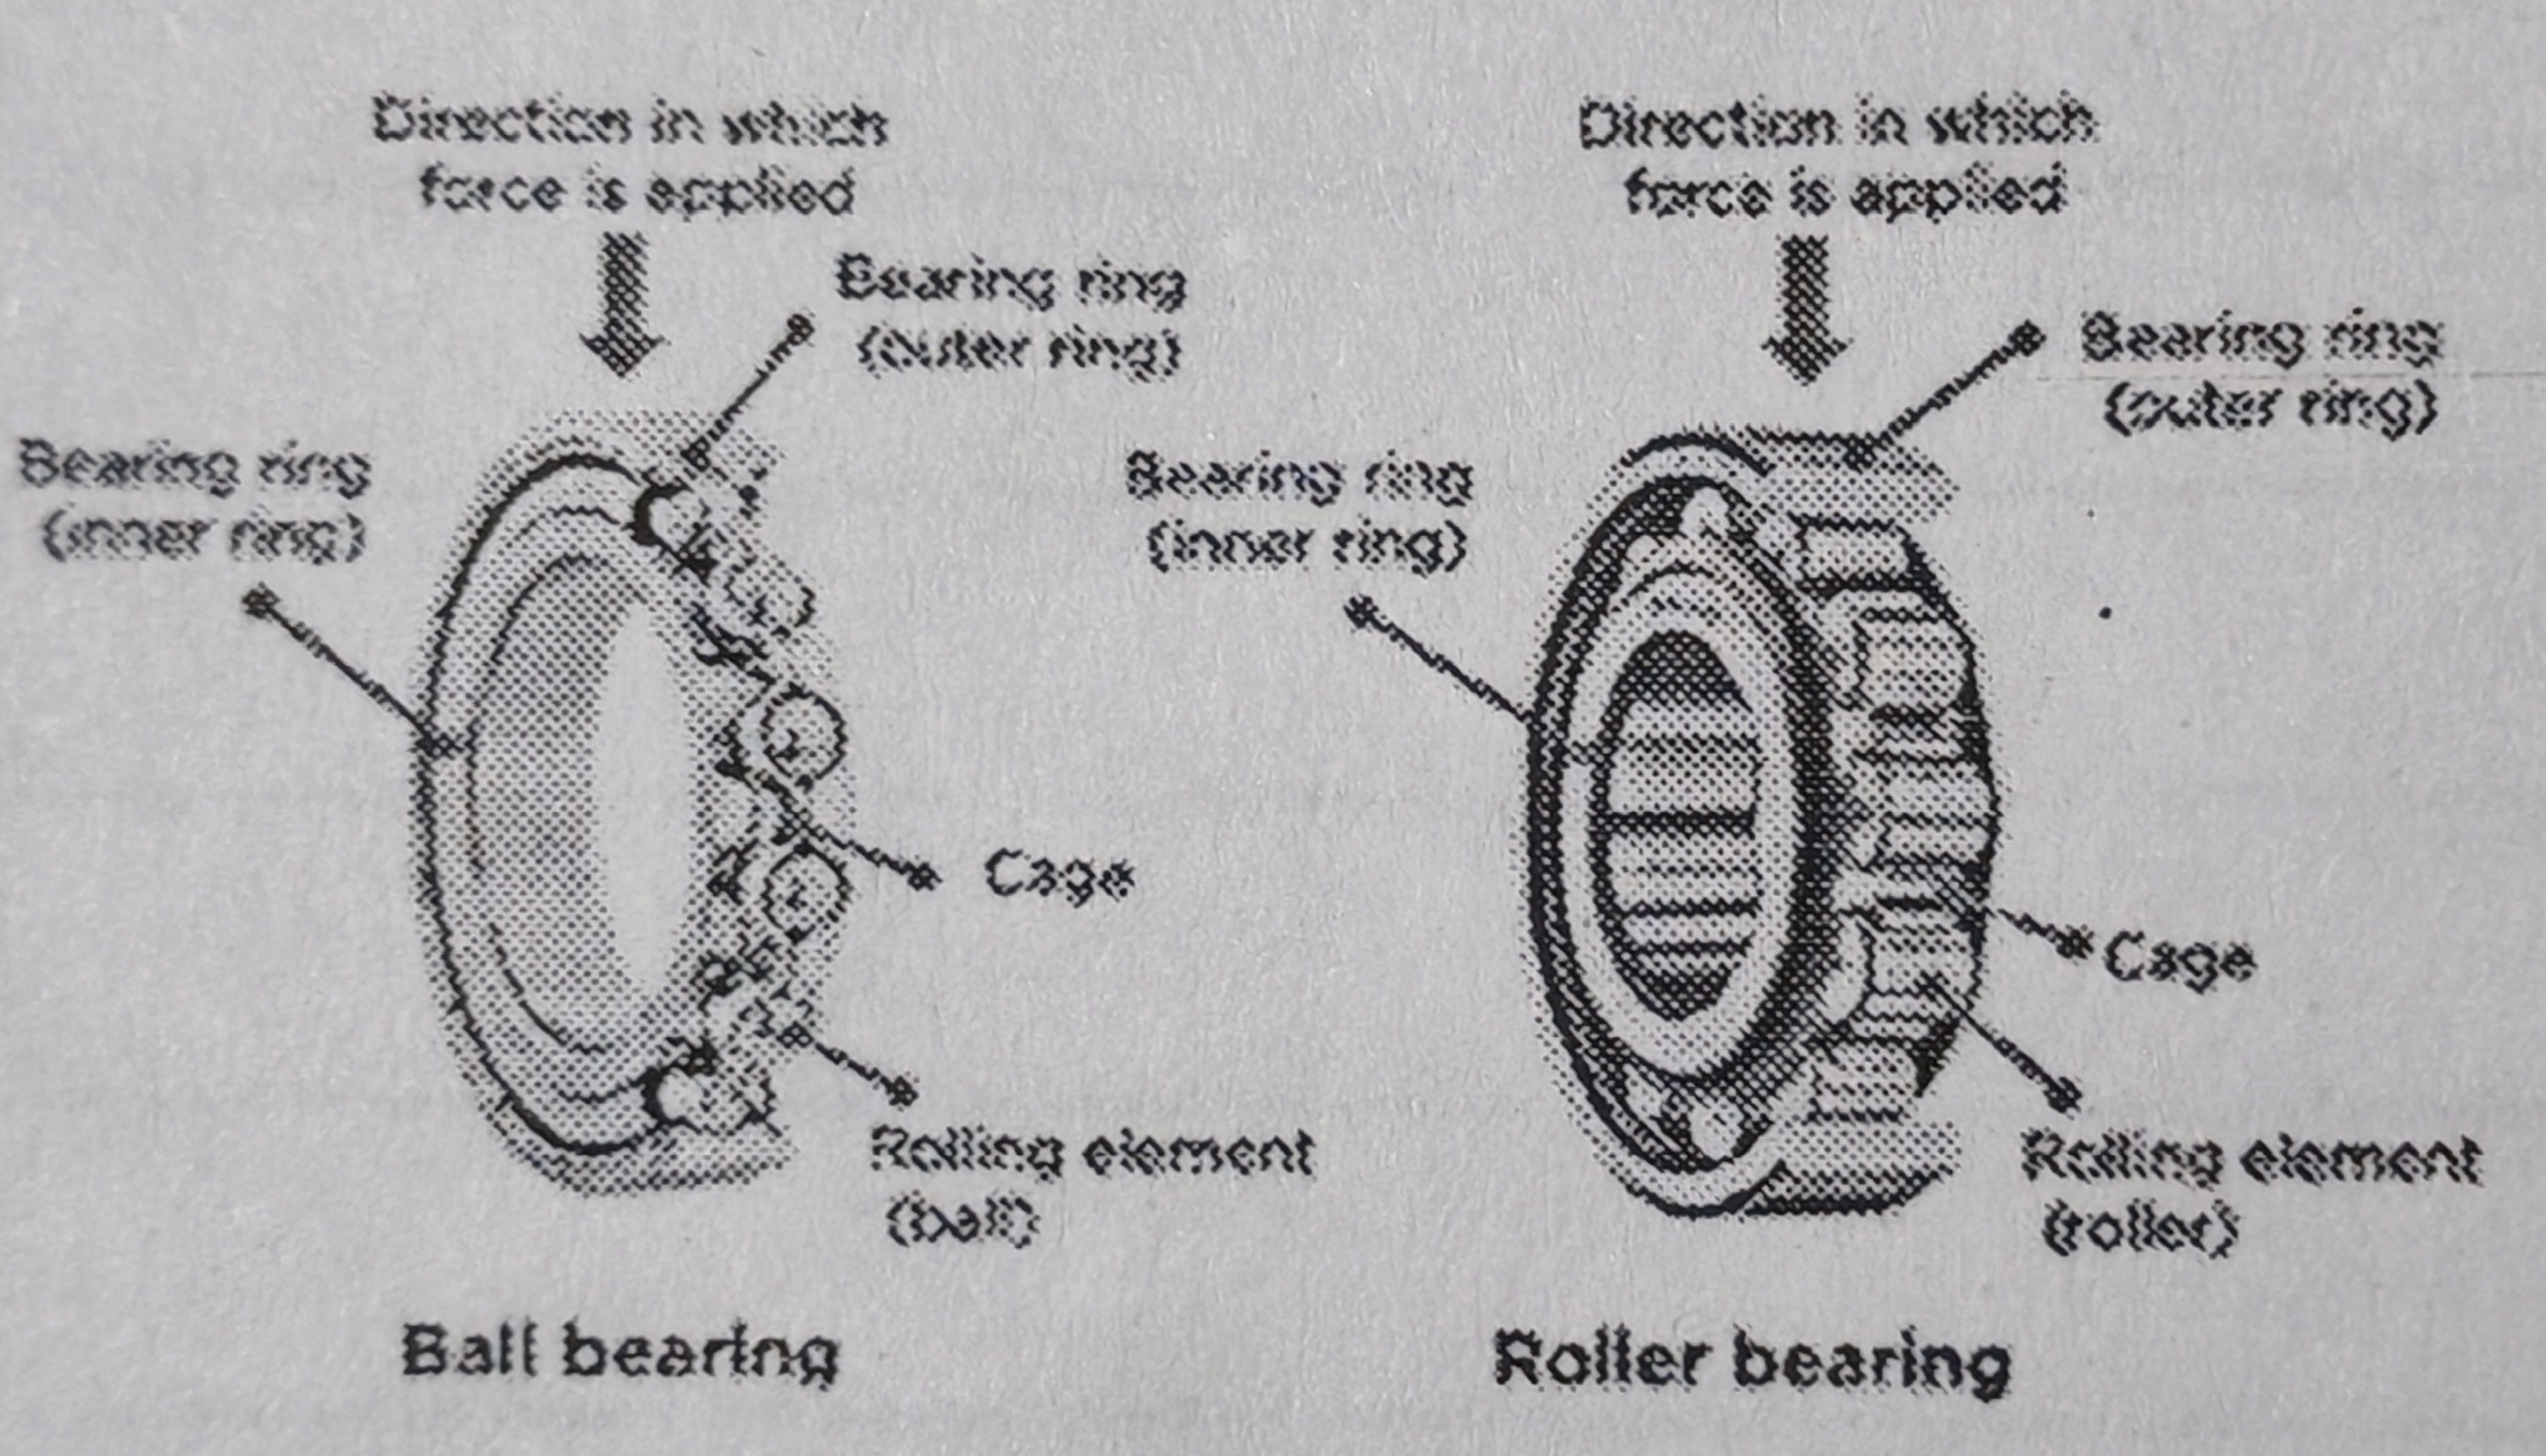 Direction in which
force is applied
Bearing ring
(outer ring)
Bearing ring
(inner ring)
Cage
Rolling element
(ball)
Ball bearing
Direction in which
force is applied
Bearing ring
(outer ring)
Bearing ring
(inner ring)
Cage
Rolling element
(roller)
Roller bearing